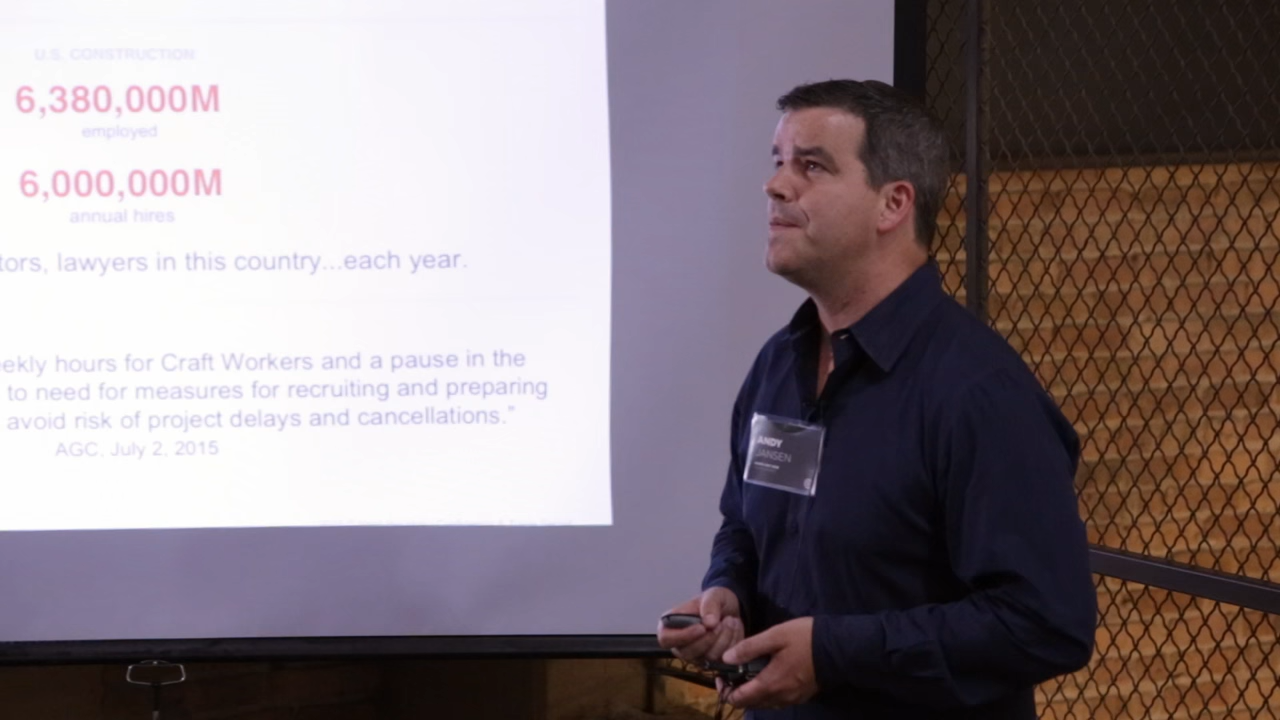 U.S. CONSTRUCTION
6,380,000M
employed
6,000,000M
annual hires
tors, lawyers in this country...each year.
ekly hours for Craft Workers and a pause in the
to need for measures for recruiting and preparing
avoid risk of project delays and cancellations."
AGC, July 2, 2015
ANDY
JANSEN